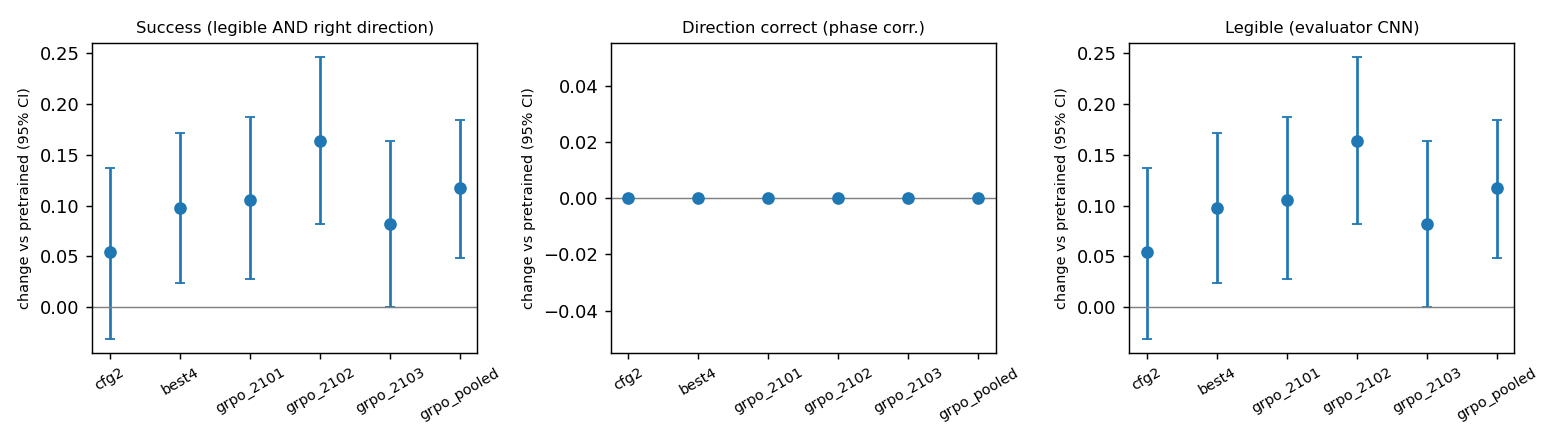 Success (legible AND right direction)
change vs pretrained (95% CI)
0.25
0.20
0.15
0.10
0.05
0.00
cfg2
best4
grpo_2101
grpo_2102
grpo_2103
grpo_pooled
Direction correct (phase corr.)
change vs pretrained (95% CI)
0.04
0.02
0.00
−0.02
−0.04
cfg2
best4
grpo_2101
grpo_2102
grpo_2103
grpo_pooled
Legible (evaluator CNN)
change vs pretrained (95% CI)
0.25
0.20
0.15
0.10
0.05
0.00
cfg2
best4
grpo_2101
grpo_2102
grpo_2103
grpo_pooled